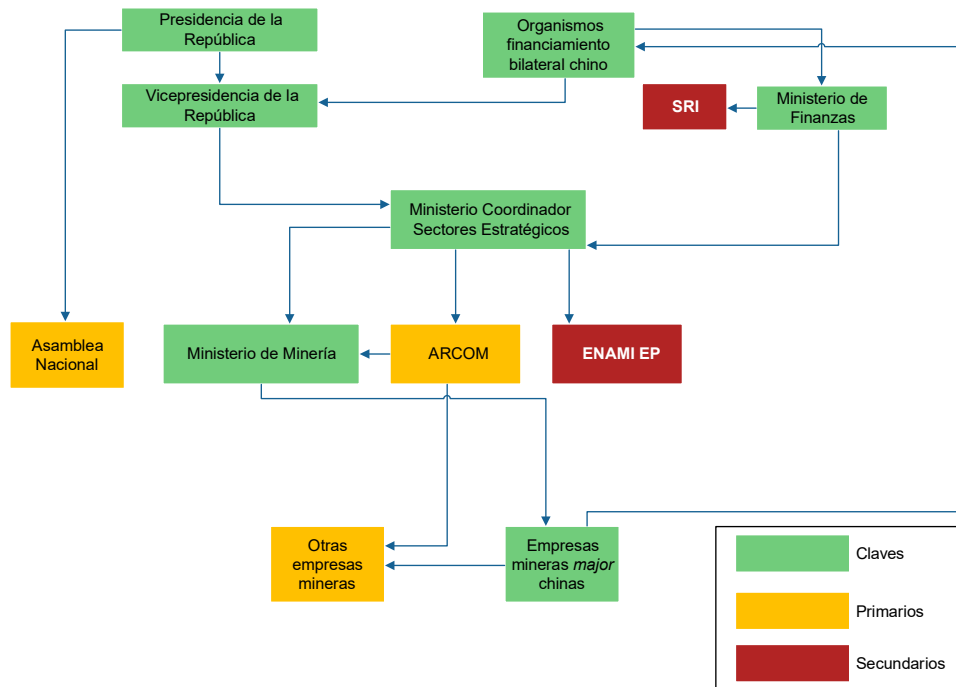 Presidencia de la
República
Organismos
financiamiento
bilateral chino
Vicepresidencia de la
República
SRI
Ministerio de
Finanzas
Ministerio Coordinador
Sectores Estratégicos
Asamblea
Nacional
Ministerio de Minería
ARCOM
ENAMI EP
Otras
empresas
mineras
Empresas
mineras major
chinas
Claves
Primarios
Secundarios